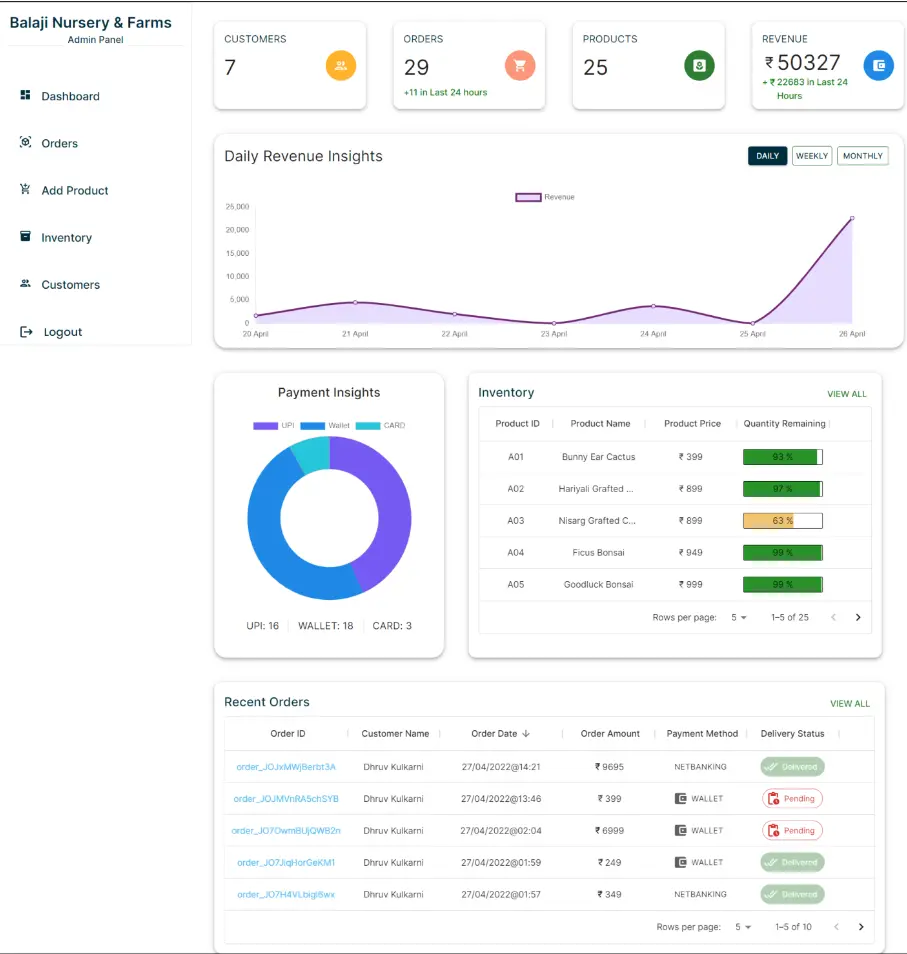 Balaji Nursery & Farms
Admin Panel
Dashboard
Orders
Add Product
Inventory
Customers
Logout
CUSTOMERS
7
ORDERS
29
+11 in Last 24 hours
PRODUCTS
25
REVENUE
₹ 50327
+ ₹ 22683 in Last 24
Hours
Daily Revenue Insights
DAILY WEEKLY MONTHLY
Revenue
25,000
20,000
15,000
10,000
5,000
0
20 April 21 April 22 April 23 April 24 April 25 April 26 April
Payment Insights
UPI Wallet CARD
UPI: 16 WALLET: 18 CARD: 3
Inventory
VIEW ALL
Product ID Product Name Product Price Quantity Remaining
A01 Bunny Ear Cactus ₹ 399 93 %
A02 Hariyali Grafted ... ₹ 899 97 %
A03 Nisarg Grafted C... ₹ 899 63 %
A04 Ficus Bonsai ₹ 949 99 %
A05 Goodluck Bonsai ₹ 999 99 %
Rows per page: 5 1–5 of 25
Recent Orders
VIEW ALL
Order ID Customer Name Order Date Order Amount Payment Method Delivery Status
order_JOJxMWjBerbt3A Dhruv Kulkarni 27/04/2022@14:21 ₹ 9695 NETBANKING Delivered
order_JOJMVnRA5chSYB Dhruv Kulkarni 27/04/2022@13:46 ₹ 399 WALLET Pending
order_JO7OwmBUjQWB2n Dhruv Kulkarni 27/04/2022@02:04 ₹ 6999 WALLET Pending
order_JO7JiqHorGeKM1 Dhruv Kulkarni 27/04/2022@01:59 ₹ 249 WALLET Delivered
Dhruv Kulkarni 27/04/2022@01:57 ₹ 349 NETBANKING Delivered
Rows per page: 5 1–5 of 10